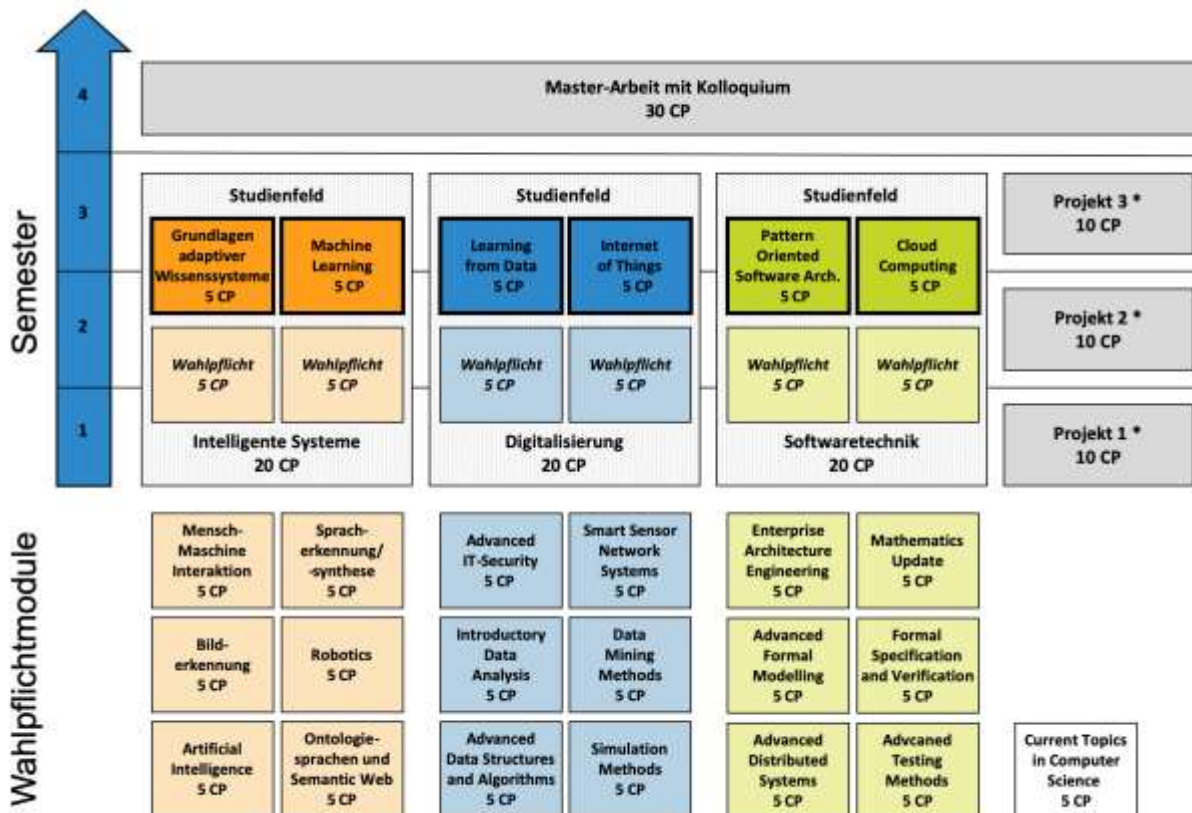 4
Master-Arbeit mit Kolloquium
30 CP
Semester
3
2
1
Studienfeld
Grundlagen
adaptiver
Wissenssysteme
5 CP
Machine
Learning
5 CP
Wahlpflicht
5 CP
Wahlpflicht
5 CP
Intelligente Systeme
20 CP
Studienfeld
Learning
from Data
5 CP
Internet
of Things
5 CP
Wahlpflicht
5 CP
Wahlpflicht
5 CP
Digitalisierung
20 CP
Studienfeld
Pattern
Oriented
Software Arch.
5 CP
Cloud
Computing
5 CP
Wahlpflicht
5 CP
Wahlpflicht
5 CP
Softwaretechnik
20 CP
Projekt 3 *
10 CP
Projekt 2 *
10 CP
Projekt 1 *
10 CP
Wahlpflichtmodule
Mensch-
Maschine
Interaktion
5 CP
Sprach-
erkennung/
-synthese
5 CP
Advanced
IT-Security
5 CP
Smart Sensor
Network
Systems
5 CP
Enterprise
Architecture
Engineering
5 CP
Mathematics
Update
5 CP
Bild-
erkennung
5 CP
Robotics
5 CP
Introductory
Data
Analysis
5 CP
Data
Mining
Methods
5 CP
Advanced
Formal
Modelling
5 CP
Formal
Specification
and Verification
5 CP
Artificial
Intelligence
5 CP
Ontologie-
sprachen und
Semantic Web
5 CP
Advanced
Data Structures
and Algorithms
5 CP
Simulation
Methods
5 CP
Advanced
Distributed
Systems
5 CP
Advcaned
Testing
Methods
5 CP
Current Topics
in Computer
Science
5 CP